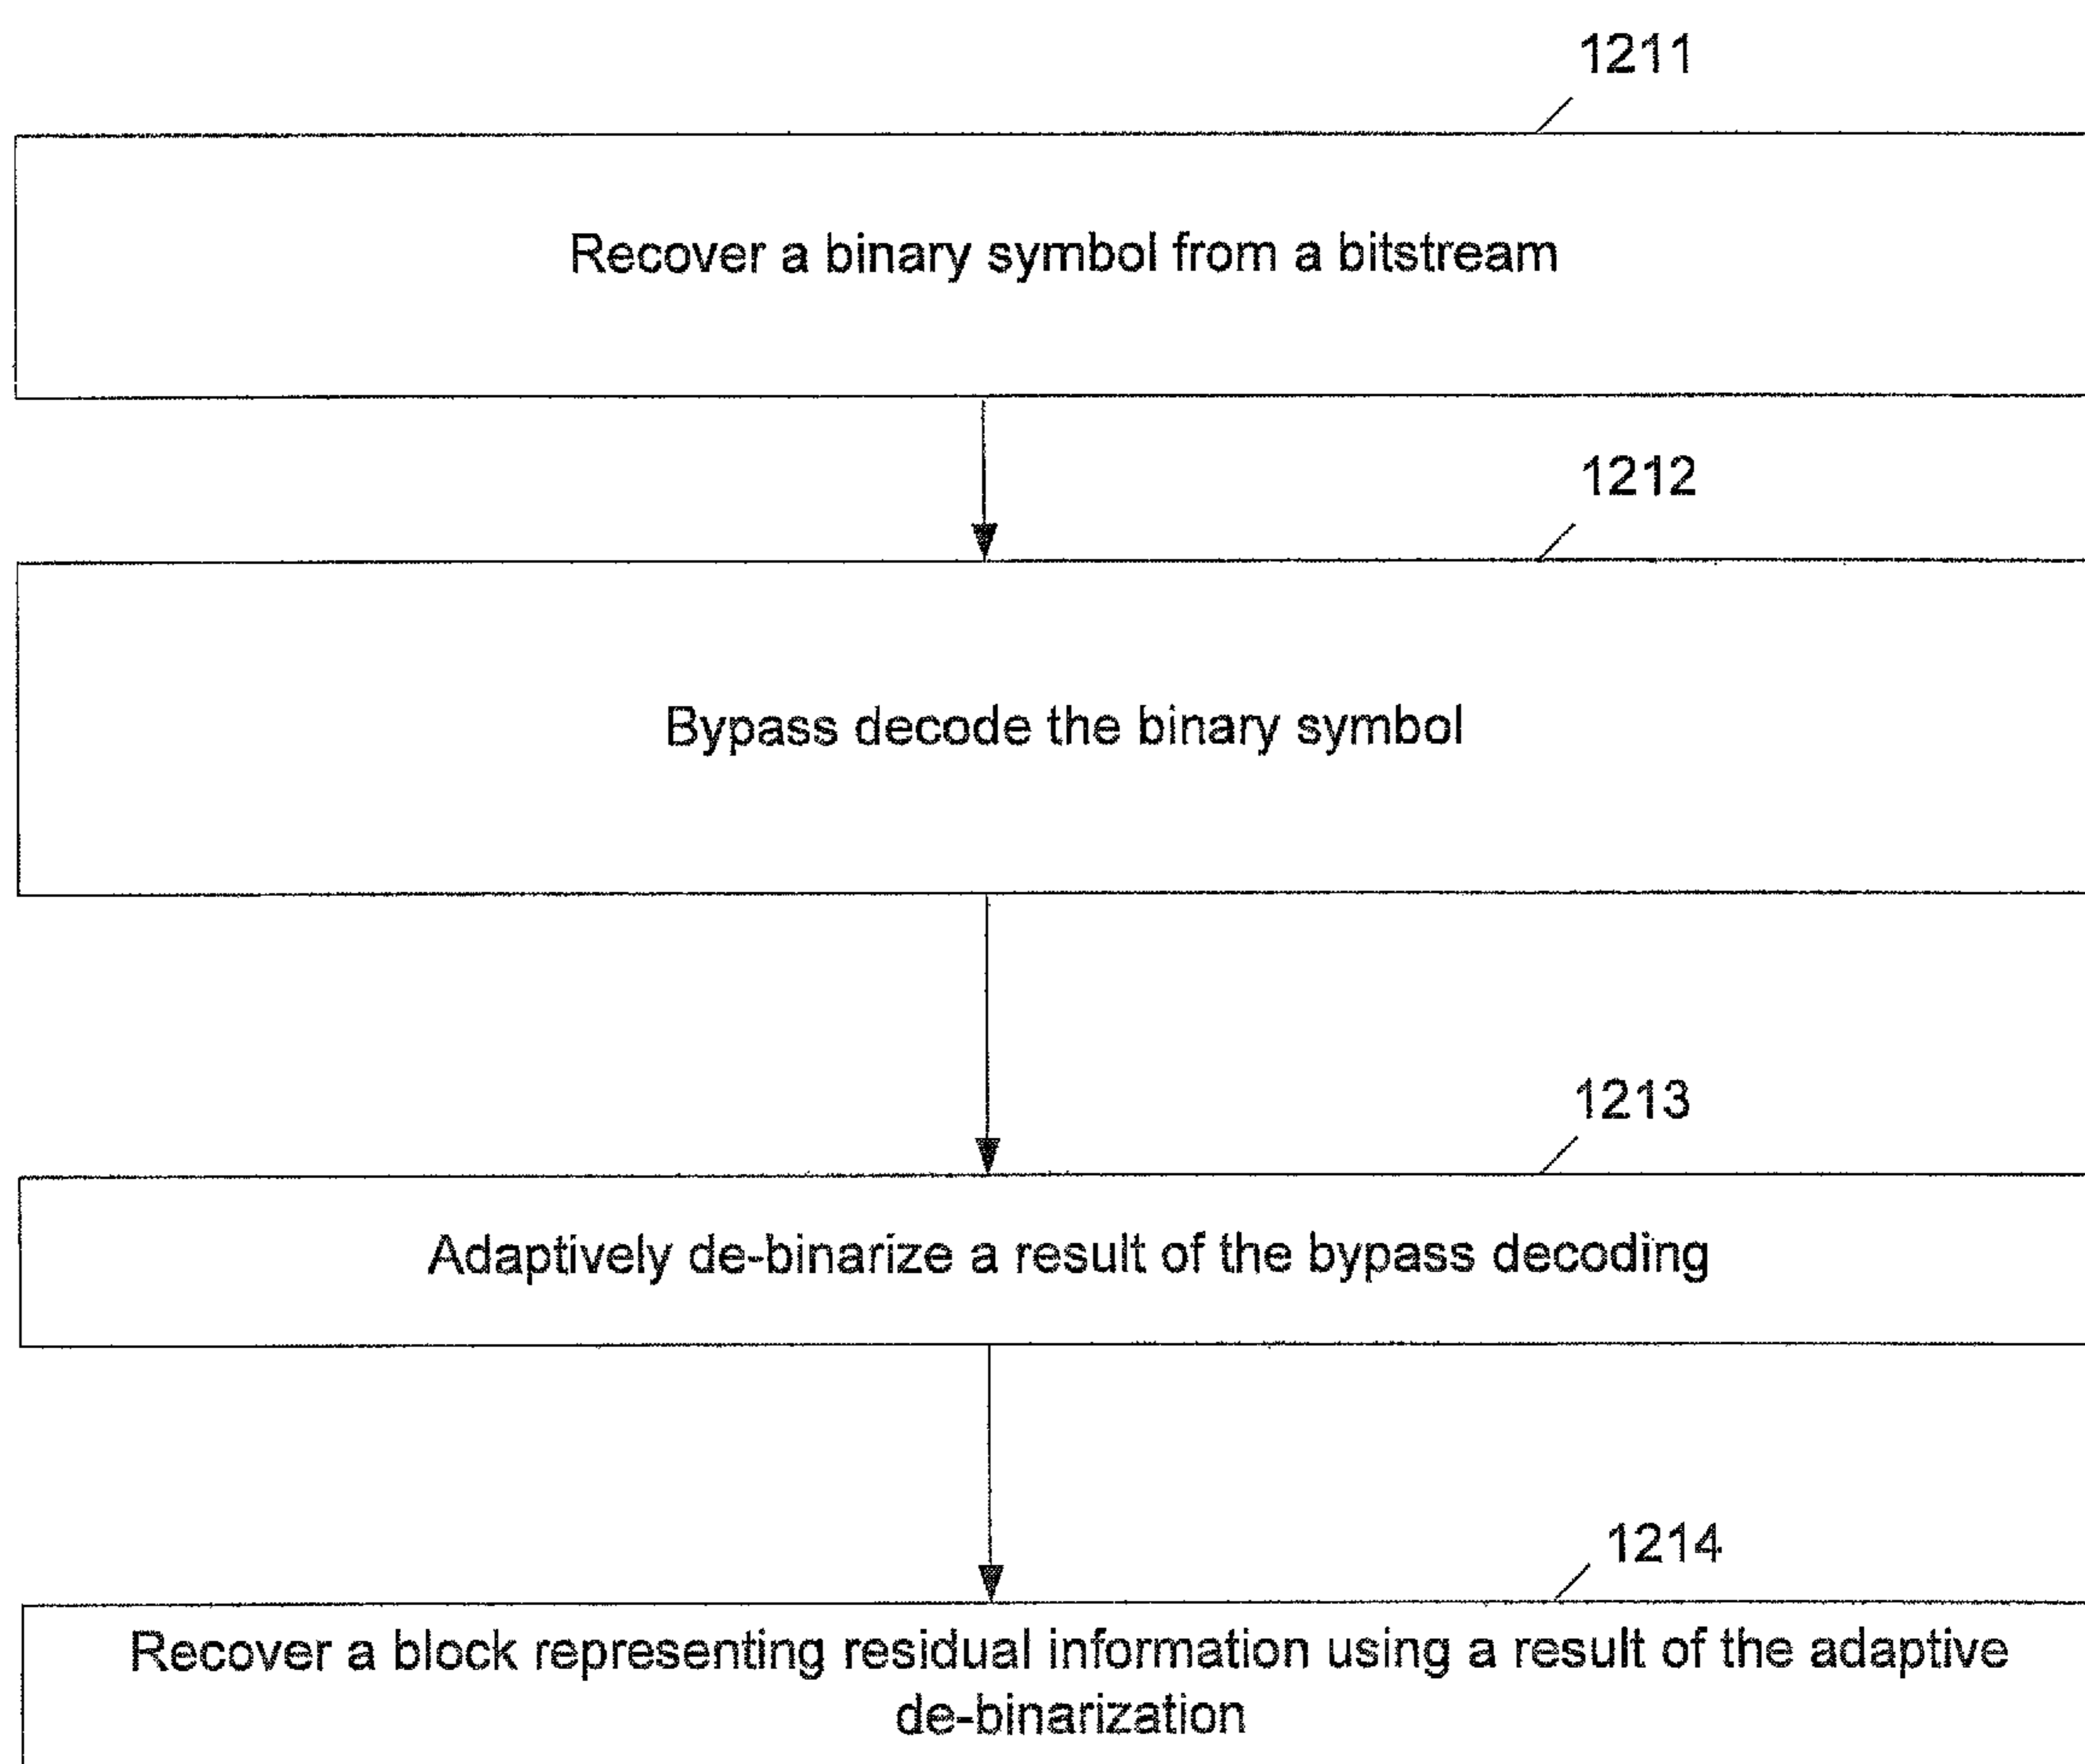 1211
Recover a binary symbol from a bitstream
1212
Bypass decode the binary symbol
1213
Adaptively de-binarize a result of the bypass decoding
1214
Recover a block representing residual information using a result of the adaptive
de-binarization